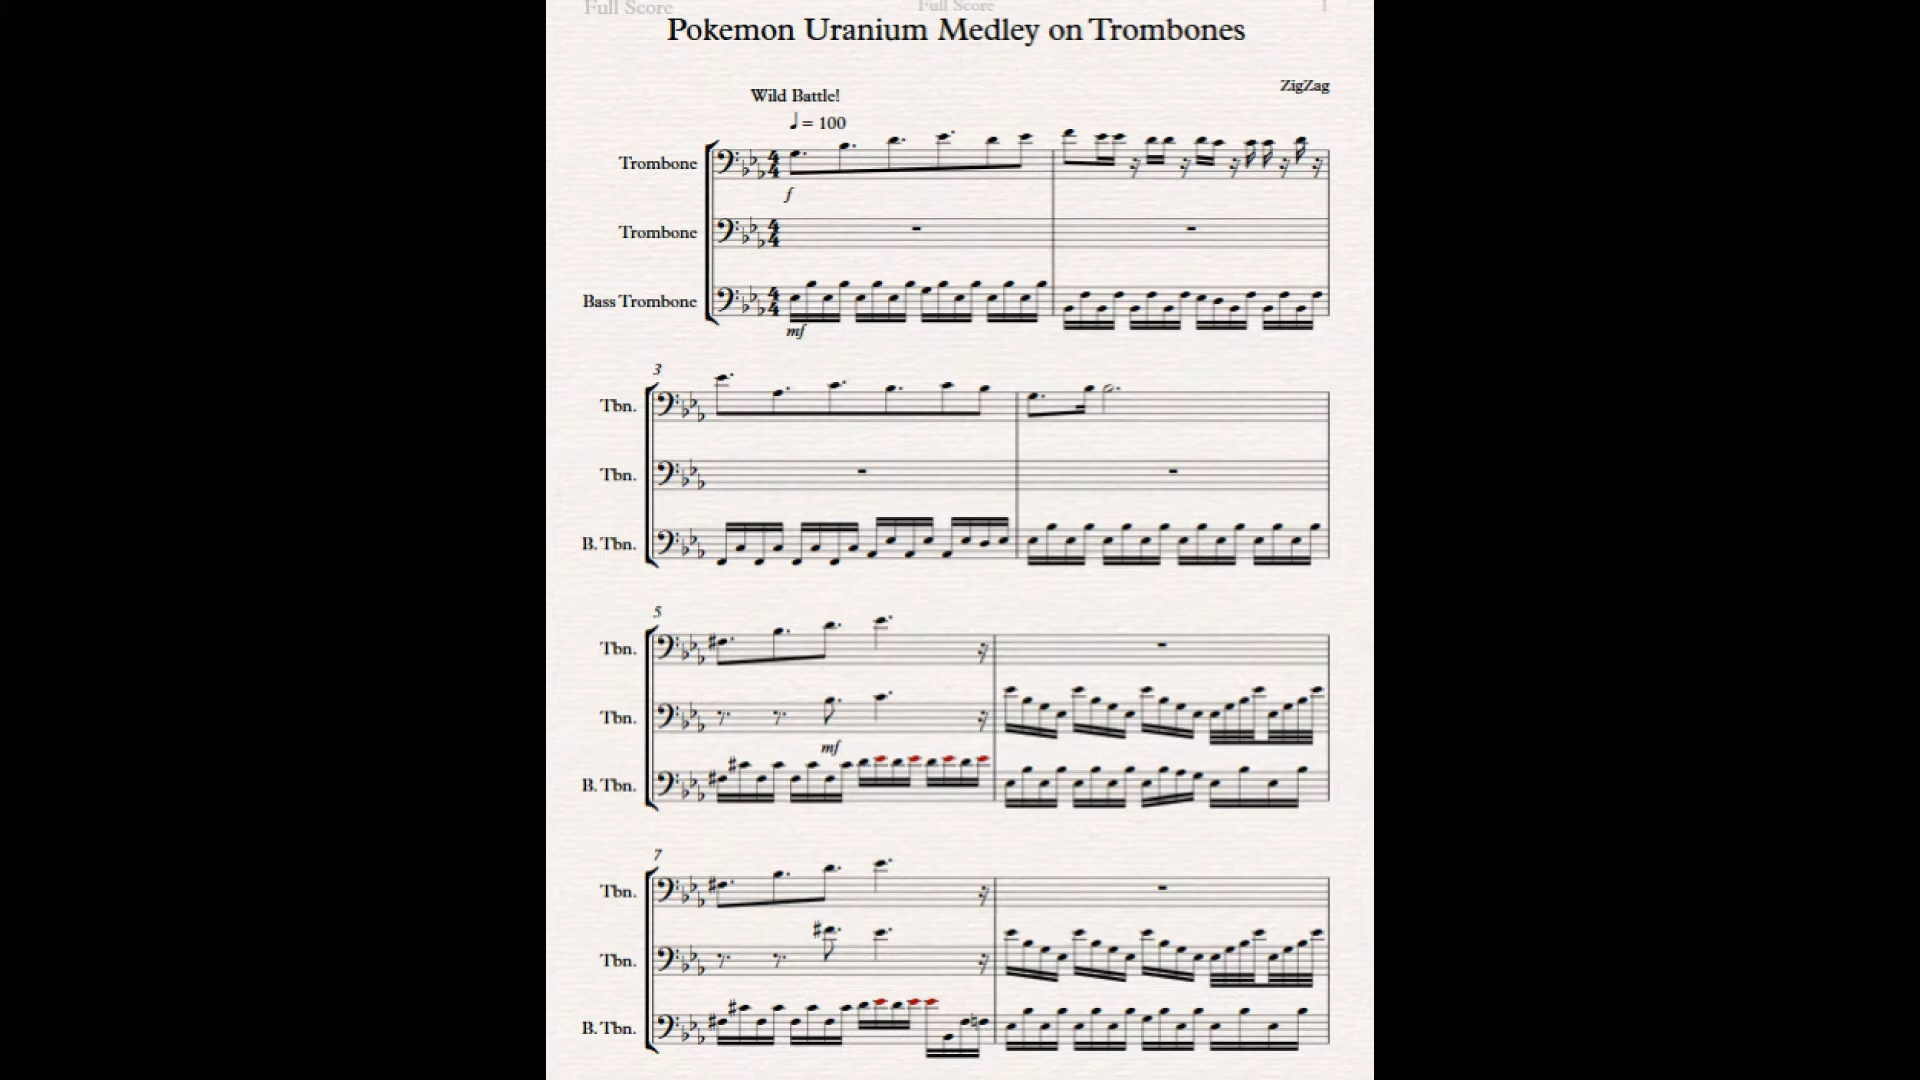 Full Score Full Score 1
Pokemon Uranium Medley on Trombones
ZigZag
Wild Battle!
♩ = 100
Trombone
f
Trombone
Bass Trombone
mf
3
Tbn.
Tbn.
B. Tbn.
5
Tbn.
Tbn.
mf
B. Tbn.
7
Tbn.
Tbn.
B. Tbn.